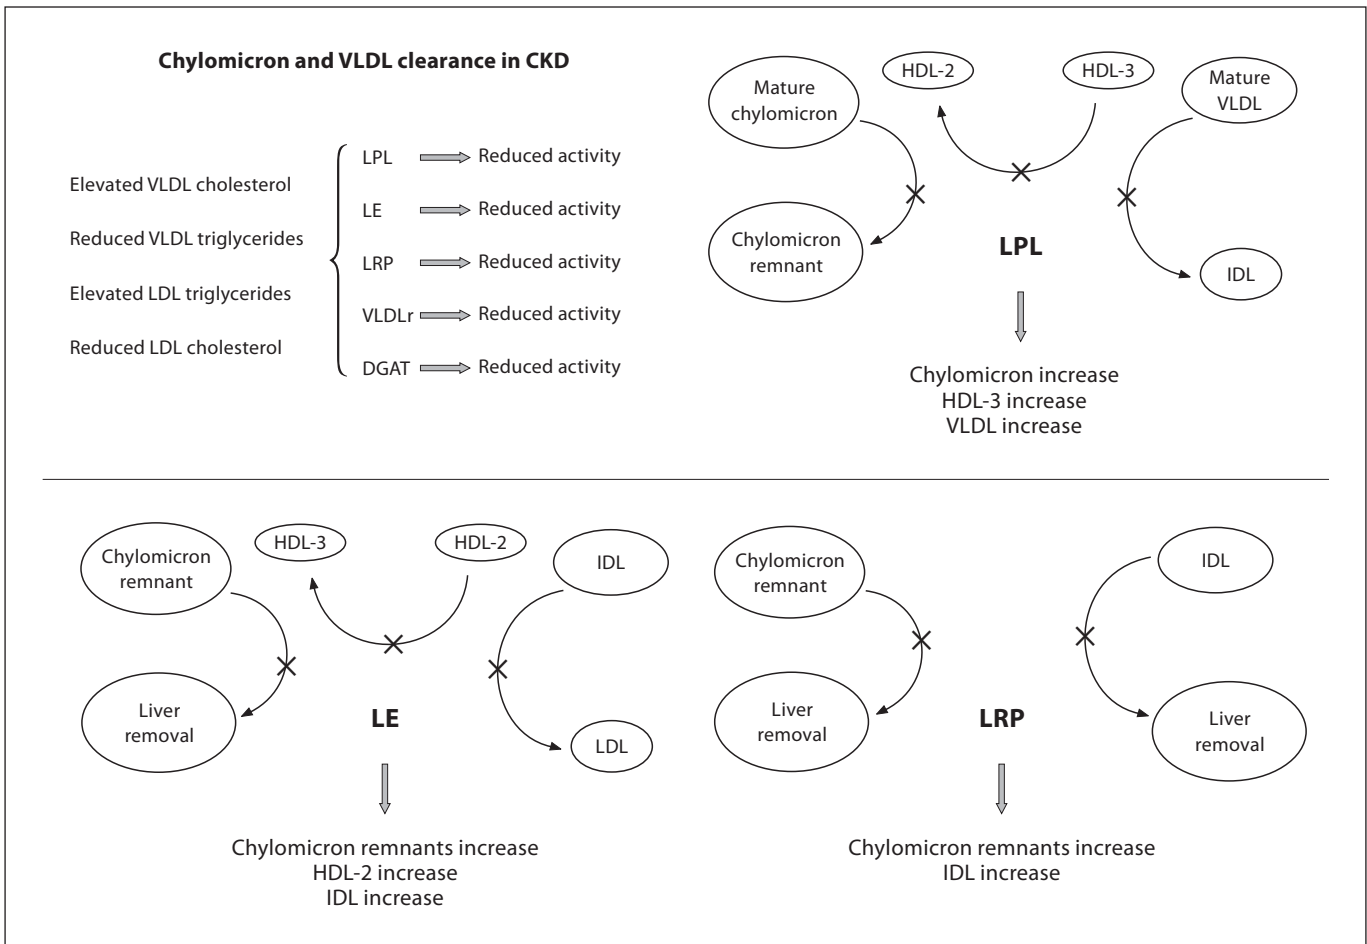 Chylomicron and VLDL clearance in CKD
Elevated VLDL cholesterol
Reduced VLDL triglycerides
Elevated LDL triglycerides
Reduced LDL cholesterol
LPL Reduced activity
LE Reduced activity
LRP Reduced activity
VLDLr Reduced activity
DGAT Reduced activity
Mature
chylomicron
HDL-2
HDL-3
Mature
VLDL
Chylomicron
remnant
LPL
IDL
Chylomicron increase
HDL-3 increase
VLDL increase
Chylomicron
remnant
HDL-3
HDL-2
IDL
Liver
removal
LE
LDL
Chylomicron remnants increase
HDL-2 increase
IDL increase
Chylomicron
remnant
IDL
Liver
removal
LRP
Liver
removal
Chylomicron remnants increase
IDL increase